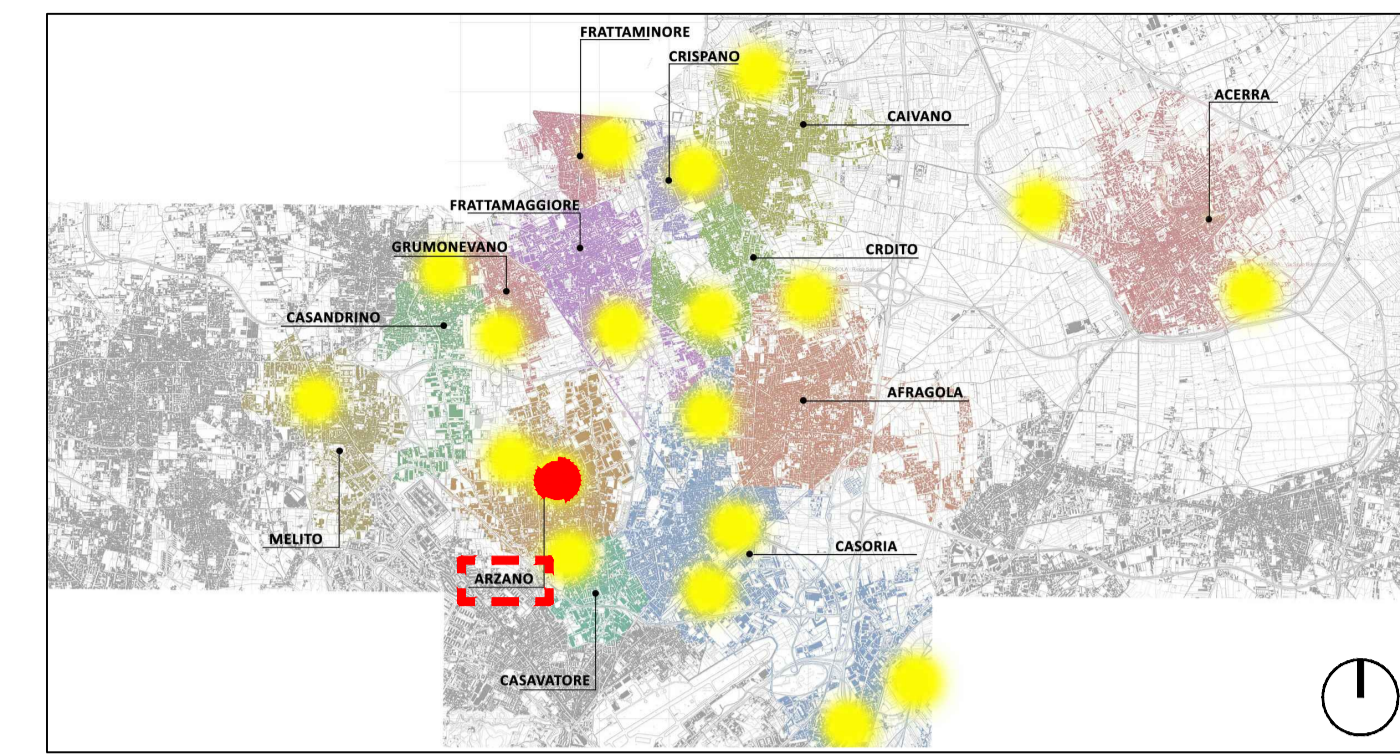 FRATTAMINORE
CRISPANO
ACERRA
CAIVANO
FRATTAMAGGIORE
GRUMONEVANO
CRDITO
CASANDRINO
AFRAGOLA
MELITO
CASORIA
ARZANO
CASAVATORE